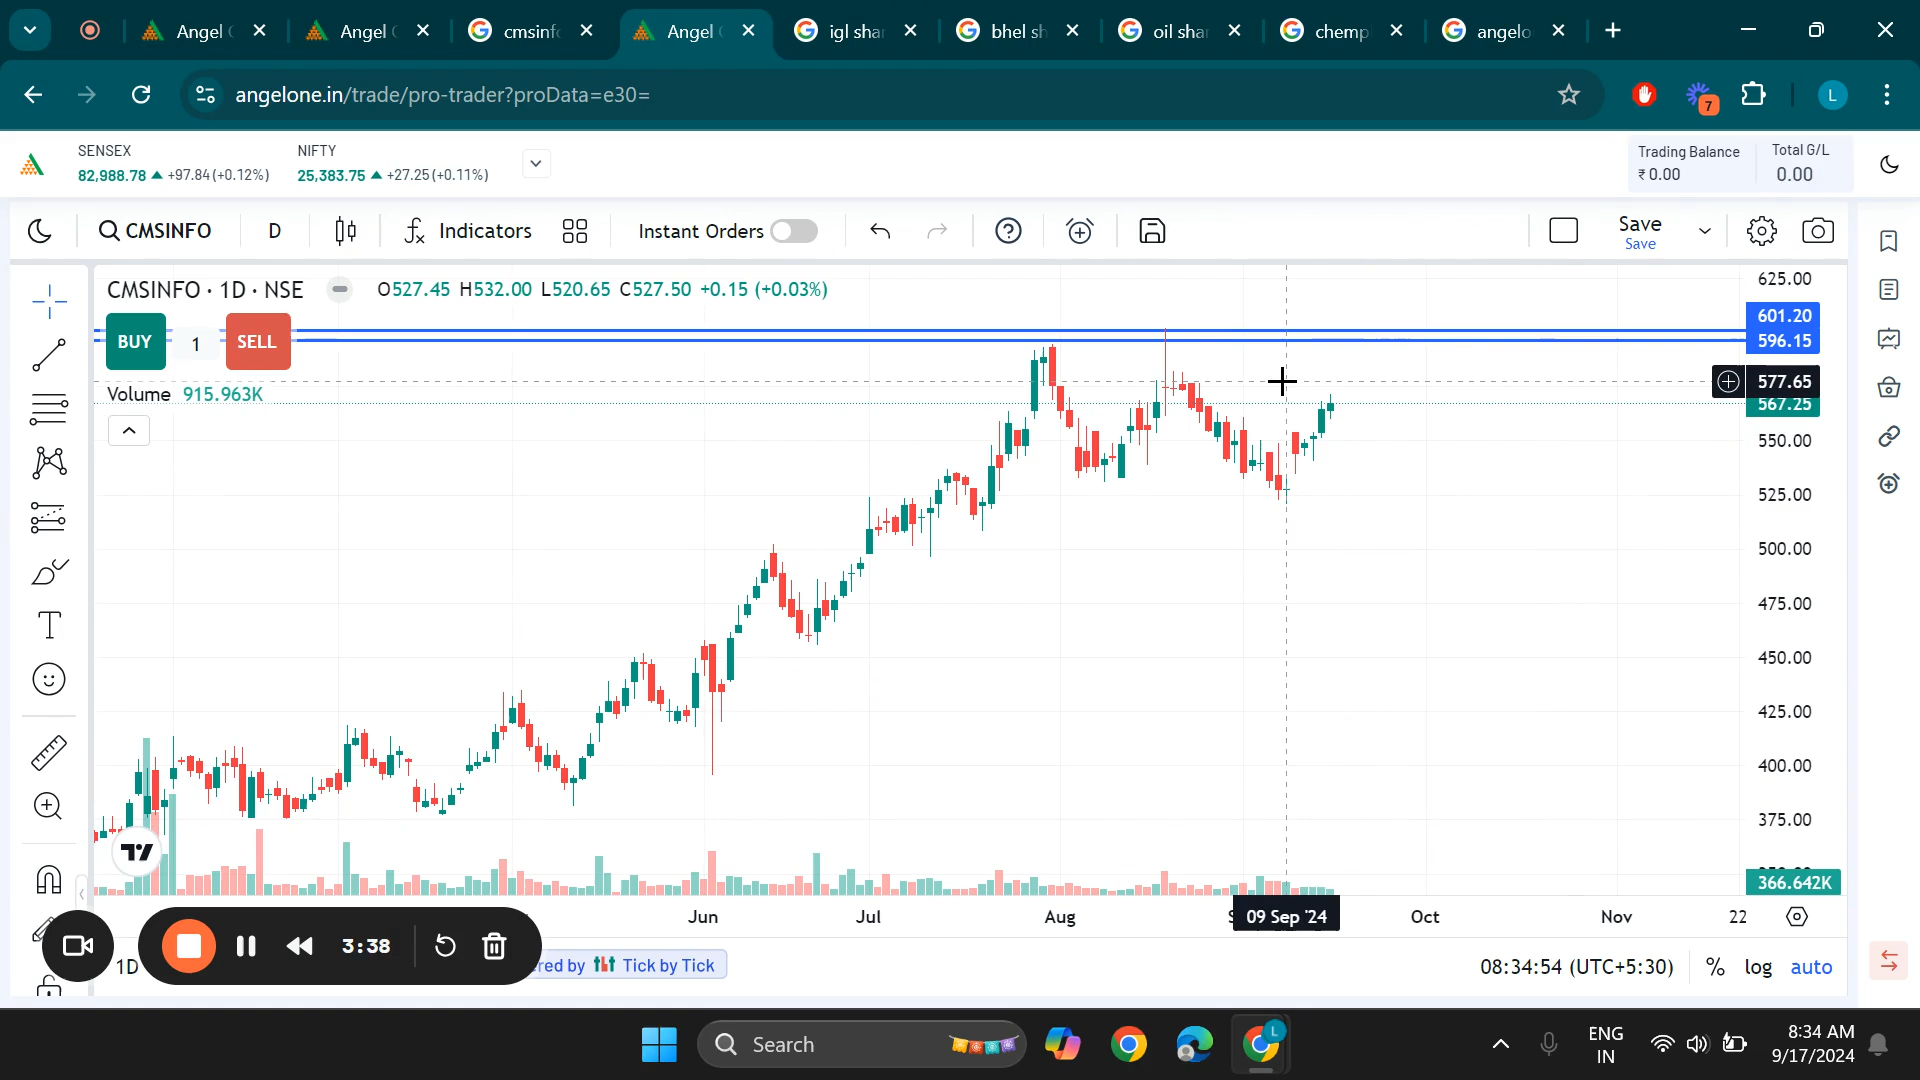 Angel
Angel
cmsinfo
Angel
igl shar
bhel sh
oil shar
chemp
angelo
angelone.in/trade/pro-trader?proData=e30=
7
L
SENSEX
82,988.78 +97.84(+0.12%)
NIFTY
25,383.75 +27.25(+0.11%)
Trading Balance
₹ 0.00
Total G/L
0.00
CMSINFO
D
Indicators
Instant Orders
Save
Save
CMSINFO · 1D · NSE
O527.45 H532.00 L520.65 C527.50 +0.15 (+0.03%)
BUY
1
SELL
Volume 915.963K
625.00
601.20
596.15
577.65
567.25
550.00
525.00
500.00
475.00
450.00
425.00
400.00
375.00
366.642K
Jun
Jul
Aug
09 Sep '24
Oct
Nov
22
3:38
1D
red by Tick by Tick
08:34:54 (UTC+5:30)
%
log
auto
Search
L
ENG
IN
8:34 AM
9/17/2024